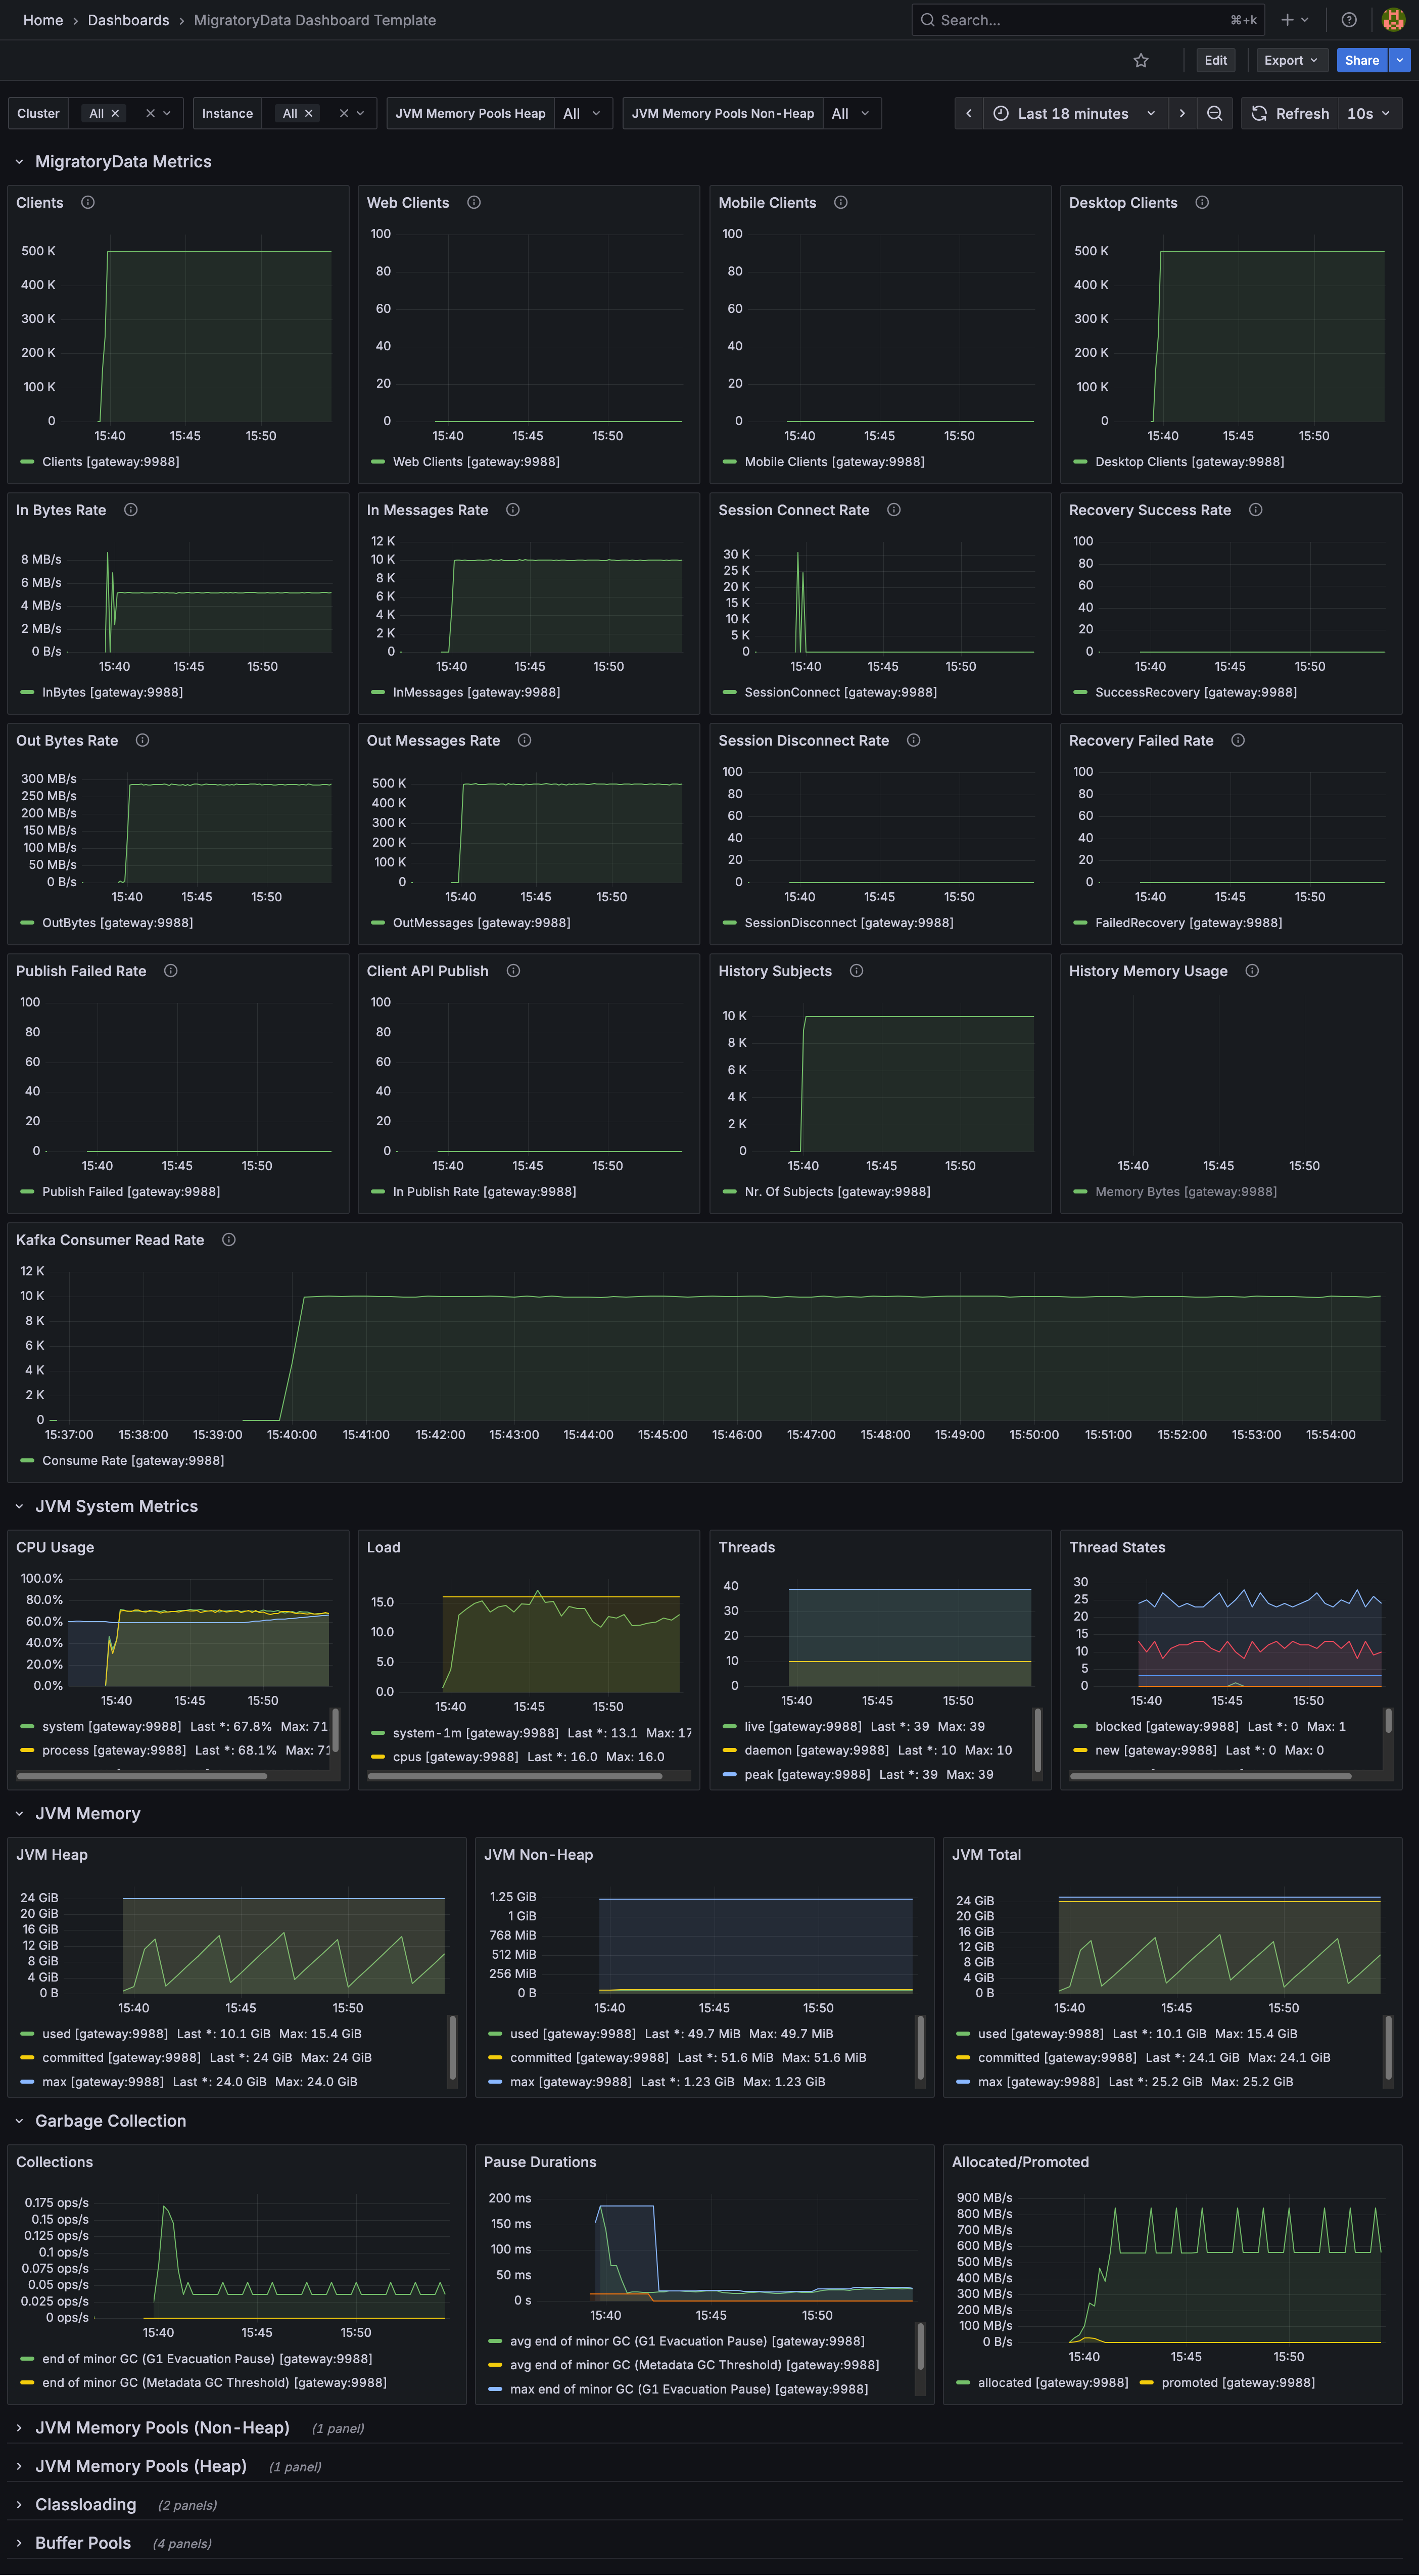 Home › Dashboards › MigratoryData Dashboard Template Search... ⌘+k
Edit Export Share
Cluster All Instance All JVM Memory Pools Heap All JVM Memory Pools Non-Heap All Last 18 minutes Refresh 10s
MigratoryData Metrics
Clients
500 K
400 K
300 K
200 K
100 K
0
15:40 15:45 15:50
Clients [gateway:9988]
Web Clients
100
80
60
40
20
0
15:40 15:45 15:50
Web Clients [gateway:9988]
Mobile Clients
100
80
60
40
20
0
15:40 15:45 15:50
Mobile Clients [gateway:9988]
Desktop Clients
500 K
400 K
300 K
200 K
100 K
0
15:40 15:45 15:50
Desktop Clients [gateway:9988]
In Bytes Rate
8 MB/s
6 MB/s
4 MB/s
2 MB/s
0 B/s
15:40 15:45 15:50
InBytes [gateway:9988]
In Messages Rate
12 K
10 K
8 K
6 K
4 K
2 K
0
15:40 15:45 15:50
InMessages [gateway:9988]
Session Connect Rate
30 K
25 K
20 K
15 K
10 K
5 K
0
15:40 15:45 15:50
SessionConnect [gateway:9988]
Recovery Success Rate
100
80
60
40
20
0
15:40 15:45 15:50
SuccessRecovery [gateway:9988]
Out Bytes Rate
300 MB/s
250 MB/s
200 MB/s
150 MB/s
100 MB/s
50 MB/s
0 B/s
15:40 15:45 15:50
OutBytes [gateway:9988]
Out Messages Rate
500 K
400 K
300 K
200 K
100 K
0
15:40 15:45 15:50
OutMessages [gateway:9988]
Session Disconnect Rate
100
80
60
40
20
0
15:40 15:45 15:50
SessionDisconnect [gateway:9988]
Recovery Failed Rate
100
80
60
40
20
0
15:40 15:45 15:50
FailedRecovery [gateway:9988]
Publish Failed Rate
100
80
60
40
20
0
15:40 15:45 15:50
Publish Failed [gateway:9988]
Client API Publish
100
80
60
40
20
0
15:40 15:45 15:50
In Publish Rate [gateway:9988]
History Subjects
10 K
8 K
6 K
4 K
2 K
0
15:40 15:45 15:50
Nr. Of Subjects [gateway:9988]
History Memory Usage
15:40 15:45 15:50
Memory Bytes [gateway:9988]
Kafka Consumer Read Rate
12 K
10 K
8 K
6 K
4 K
2 K
0
15:37:00 15:38:00 15:39:00 15:40:00 15:41:00 15:42:00 15:43:00 15:44:00 15:45:00 15:46:00 15:47:00 15:48:00 15:49:00 15:50:00 15:51:00 15:52:00 15:53:00 15:54:00
Consume Rate [gateway:9988]
JVM System Metrics
CPU Usage
100.0%
80.0%
60.0%
40.0%
20.0%
0.0%
15:40 15:45 15:50
system [gateway:9988] Last *: 67.8% Max: 71
process [gateway:9988] Last *: 68.1% Max: 71
Load
15.0
10.0
5.0
0.0
15:40 15:45 15:50
system-1m [gateway:9988] Last *: 13.1 Max: 17
cpus [gateway:9988] Last *: 16.0 Max: 16.0
Threads
40
30
20
10
0
15:40 15:45 15:50
live [gateway:9988] Last *: 39 Max: 39
daemon [gateway:9988] Last *: 10 Max: 10
peak [gateway:9988] Last *: 39 Max: 39
Thread States
30
25
20
15
10
5
0
15:40 15:45 15:50
blocked [gateway:9988] Last *: 0 Max: 1
new [gateway:9988] Last *: 0 Max: 0
JVM Memory
JVM Heap
24 GiB
20 GiB
16 GiB
12 GiB
8 GiB
4 GiB
0 B
15:40 15:45 15:50
used [gateway:9988] Last *: 10.1 GiB Max: 15.4 GiB
committed [gateway:9988] Last *: 24 GiB Max: 24 GiB
max [gateway:9988] Last *: 24.0 GiB Max: 24.0 GiB
JVM Non-Heap
1.25 GiB
1 GiB
768 MiB
512 MiB
256 MiB
0 B
15:40 15:45 15:50
used [gateway:9988] Last *: 49.7 MiB Max: 49.7 MiB
committed [gateway:9988] Last *: 51.6 MiB Max: 51.6 MiB
max [gateway:9988] Last *: 1.23 GiB Max: 1.23 GiB
JVM Total
24 GiB
20 GiB
16 GiB
12 GiB
8 GiB
4 GiB
0 B
15:40 15:45 15:50
used [gateway:9988] Last *: 10.1 GiB Max: 15.4 GiB
committed [gateway:9988] Last *: 24.1 GiB Max: 24.1 GiB
max [gateway:9988] Last *: 25.2 GiB Max: 25.2 GiB
Garbage Collection
Collections
0.175 ops/s
0.15 ops/s
0.125 ops/s
0.1 ops/s
0.075 ops/s
0.05 ops/s
0.025 ops/s
0 ops/s
15:40 15:45 15:50
end of minor GC (G1 Evacuation Pause) [gateway:9988]
end of minor GC (Metadata GC Threshold) [gateway:9988]
Pause Durations
200 ms
150 ms
100 ms
50 ms
0 s
15:40 15:45 15:50
avg end of minor GC (G1 Evacuation Pause) [gateway:9988]
avg end of minor GC (Metadata GC Threshold) [gateway:9988]
max end of minor GC (G1 Evacuation Pause) [gateway:9988]
Allocated/Promoted
900 MB/s
800 MB/s
700 MB/s
600 MB/s
500 MB/s
400 MB/s
300 MB/s
200 MB/s
100 MB/s
0 B/s
15:40 15:45 15:50
allocated [gateway:9988] promoted [gateway:9988]
JVM Memory Pools (Non-Heap) (1 panel)
JVM Memory Pools (Heap) (1 panel)
Classloading (2 panels)
Buffer Pools (4 panels)